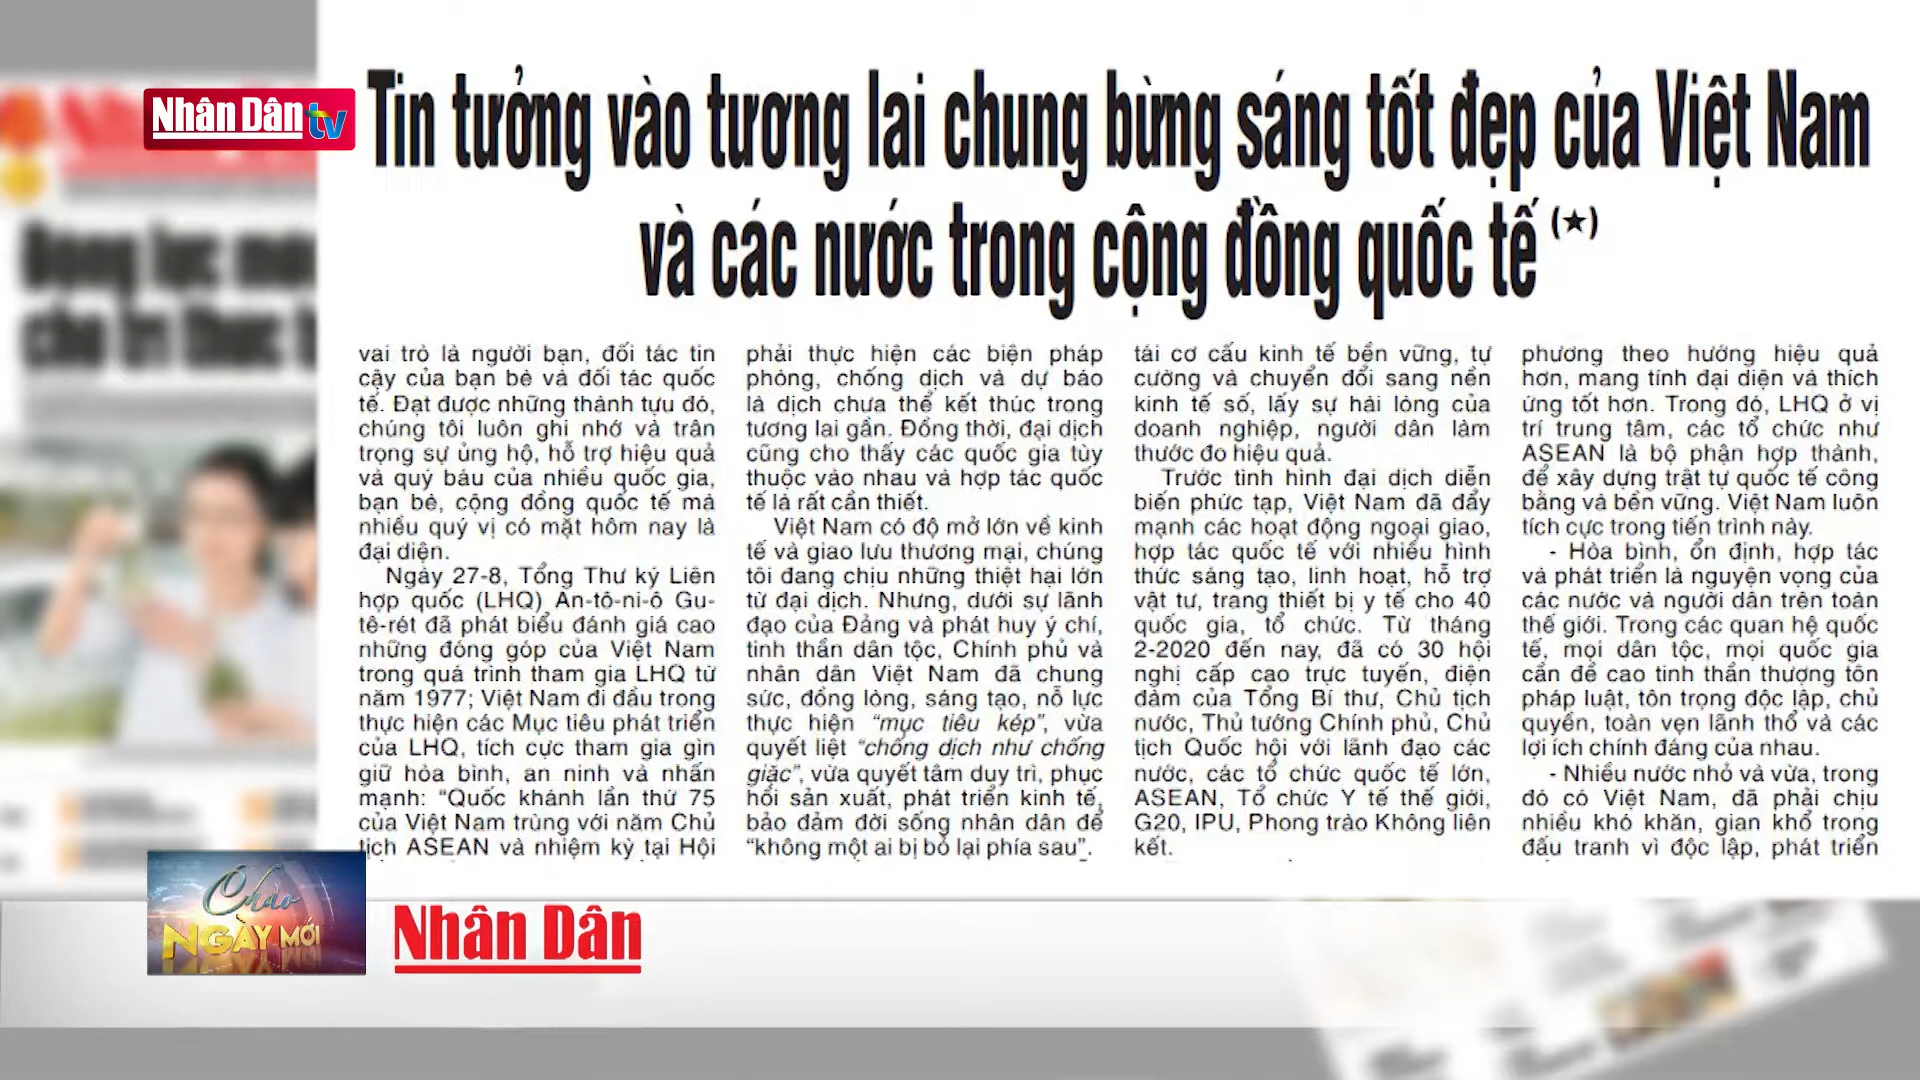 Nhân Dân tv
Tin tưởng vào tương lai chung bừng sáng tốt đẹp của Việt Nam
và các nước trong cộng đồng quốc tế (★)
vai trò là người bạn, đối tác tin
cậy của bạn bè và đối tác quốc
tế. Đạt được những thành tựu đó,
chúng tôi luôn ghi nhớ và trân
trọng sự ủng hộ, hỗ trợ hiệu quả
và quý báu của nhiều quốc gia,
bạn bè, cộng đồng quốc tế mà
nhiều quý vị có mặt hôm nay là
đại diện.
Ngày 27-8, Tổng Thư ký Liên
hợp quốc (LHQ) An-tô-ni-ô Gu-
tê-rét đã phát biểu đánh giá cao
những đóng góp của Việt Nam
trong quá trình tham gia LHQ từ
năm 1977; Việt Nam đi đầu trong
thực hiện các Mục tiêu phát triển
của LHQ, tích cực tham gia gìn
giữ hòa bình, an ninh và nhấn
mạnh: “Quốc khánh lần thứ 75
của Việt Nam trùng với năm Chủ
tịch ASEAN và nhiệm kỳ tại Hội
phải thực hiện các biện pháp
phòng, chống dịch và dự báo
là dịch chưa thể kết thúc trong
tương lai gần. Đồng thời, đại dịch
cũng cho thấy các quốc gia tùy
thuộc vào nhau và hợp tác quốc
tế là rất cần thiết.
Việt Nam có độ mở lớn về kinh
tế và giao lưu thương mại, chúng
tôi đang chịu những thiệt hại lớn
từ đại dịch. Nhưng, dưới sự lãnh
đạo của Đảng và phát huy ý chí,
tinh thần dân tộc, Chính phủ và
nhân dân Việt Nam đã chung
sức, đồng lòng, sáng tạo, nỗ lực
thực hiện “mục tiêu kép”, vừa
quyết liệt “chống dịch như chống
giặc”, vừa quyết tâm duy trì, phục
hồi sản xuất, phát triển kinh tế,
bảo đảm đời sống nhân dân để
“không một ai bị bỏ lại phía sau”.
tái cơ cấu kinh tế bền vững, tự
cường và chuyển đổi sang nền
kinh tế số, lấy sự hài lòng của
doanh nghiệp, người dân làm
thước đo hiệu quả.
Trước tình hình đại dịch diễn
biến phức tạp, Việt Nam đã đẩy
mạnh các hoạt động ngoại giao,
hợp tác quốc tế với nhiều hình
thức sáng tạo, linh hoạt, hỗ trợ
vật tư, trang thiết bị y tế cho 40
quốc gia, tổ chức. Từ tháng
2-2020 đến nay, đã có 30 hội
nghị cấp cao trực tuyến, điện
đàm của Tổng Bí thư, Chủ tịch
nước, Thủ tướng Chính phủ, Chủ
tịch Quốc hội với lãnh đạo các
nước, các tổ chức quốc tế lớn,
ASEAN, Tổ chức Y tế thế giới,
G20, IPU, Phong trào Không liên
kết.
phương theo hướng hiệu quả
hơn, mang tính đại diện và thích
ứng tốt hơn. Trong đó, LHQ ở vị
trí trung tâm, các tổ chức như
ASEAN là bộ phận hợp thành,
để xây dựng trật tự quốc tế công
bằng và bền vững. Việt Nam luôn
tích cực trong tiến trình này.
- Hòa bình, ổn định, hợp tác
và phát triển là nguyện vọng của
các nước và người dân trên toàn
thế giới. Trong các quan hệ quốc
tế, mọi dân tộc, mọi quốc gia
cần đề cao tinh thần thượng tôn
pháp luật, tôn trọng độc lập, chủ
quyền, toàn vẹn lãnh thổ và các
lợi ích chính đáng của nhau.
- Nhiều nước nhỏ và vừa, trong
đó có Việt Nam, đã phải chịu
nhiều khó khăn, gian khổ trong
đấu tranh vì độc lập, phát triển
Chào
NGÀY MỚI
Nhân Dân